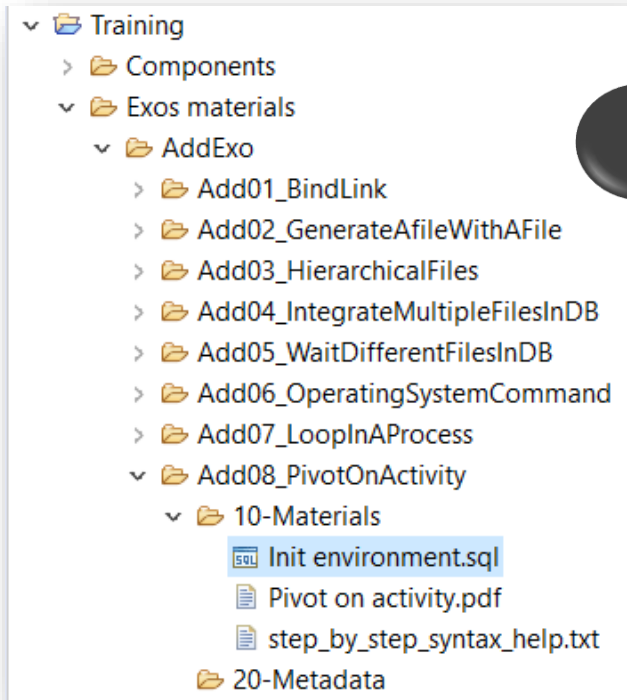 Training
Components
Exos materials
AddExo
Add01_BindLink
Add02_GenerateAfileWithAFile
Add03_HierarchicalFiles
Add04_IntegrateMultipleFilesInDB
Add05_WaitDifferentFilesInDB
Add06_OperatingSystemCommand
Add07_LoopInAProcess
Add08_PivotOnActivity
10-Materials
SQL Init environment.sql
Pivot on activity.pdf
step_by_step_syntax_help.txt
20-Metadata